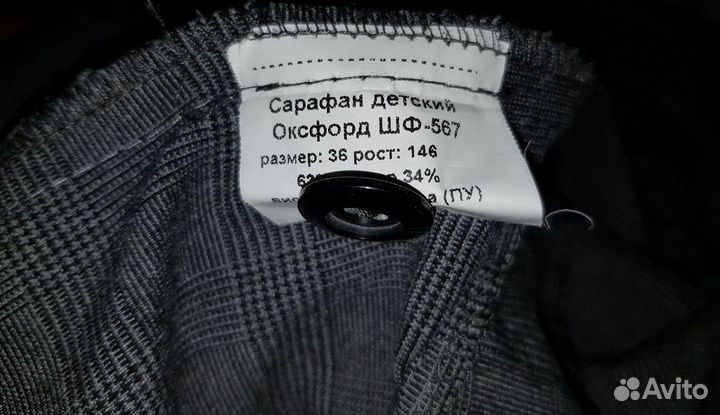 Сарафан детский
Оксфорд ШФ-567
размер: 36 рост: 146
34%
(ПУ)
Avito